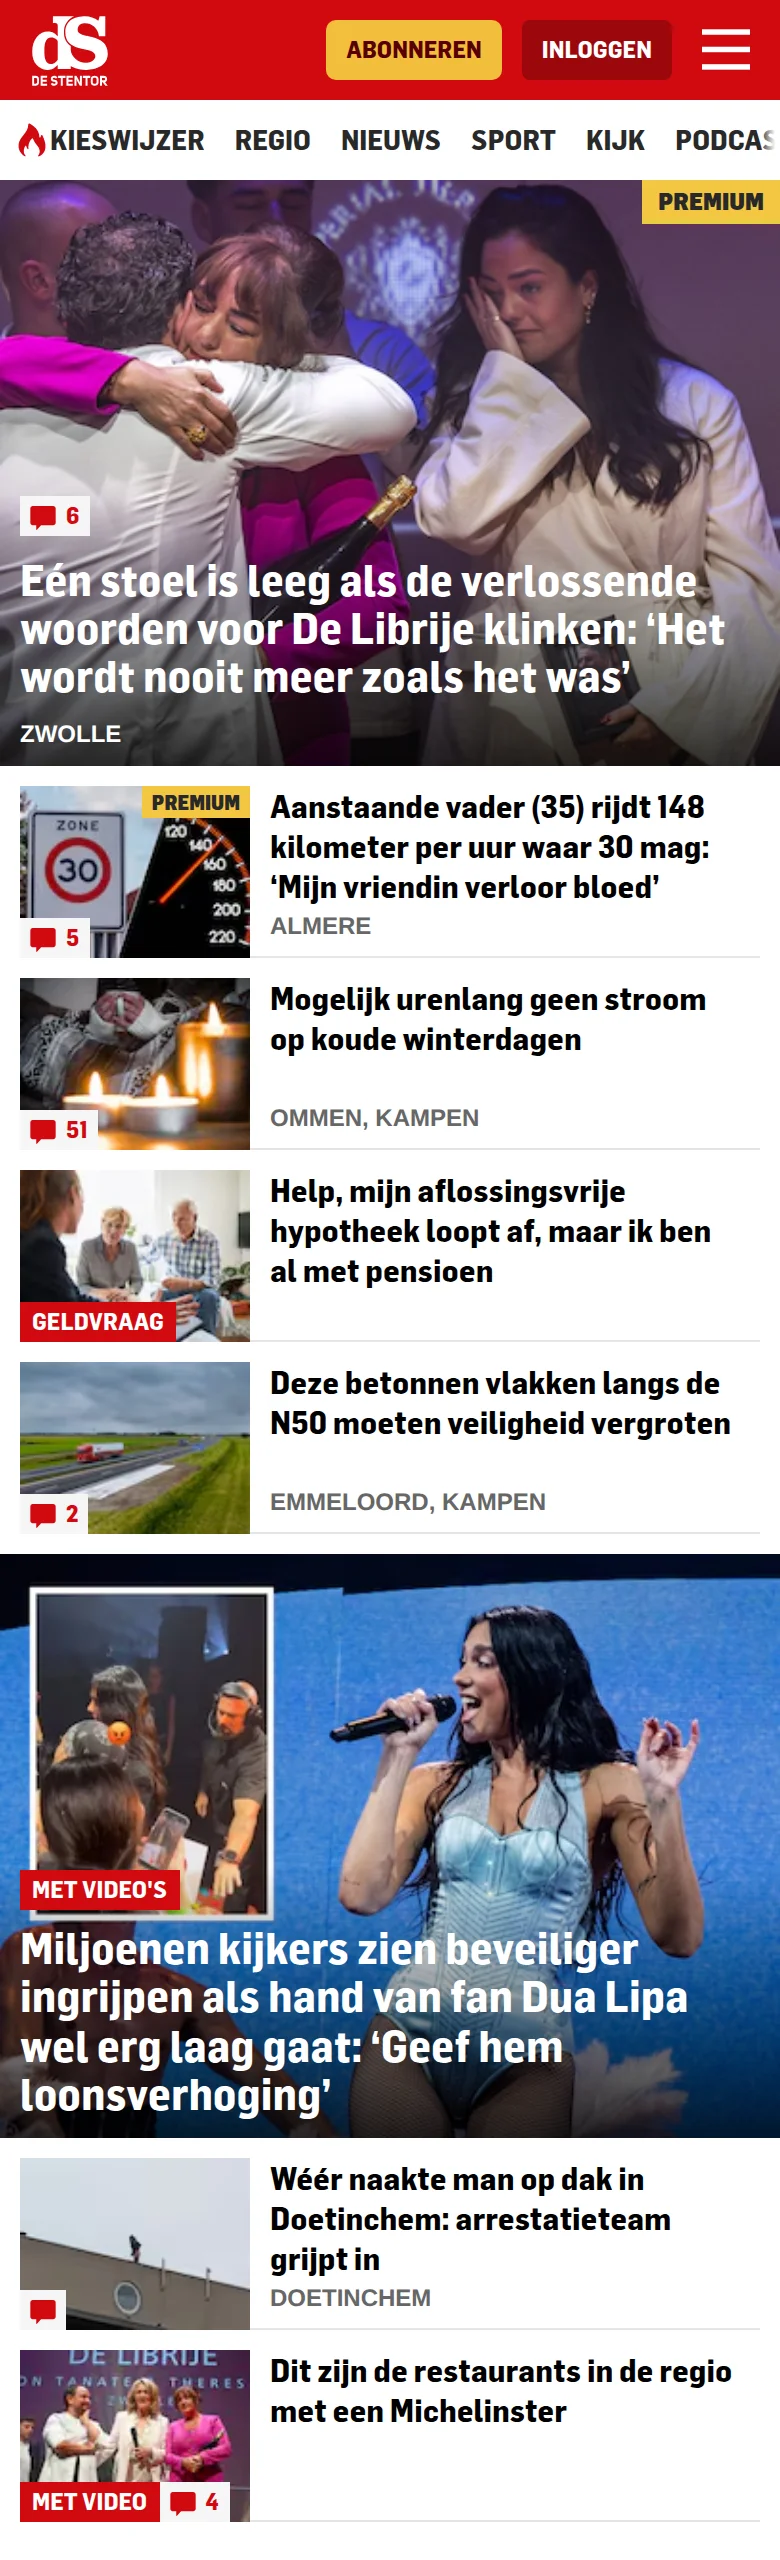 dS
DE STENTOR
ABONNEREN
INLOGGEN
KIESWIJZER REGIO NIEUWS SPORT KIJK PODCAS
PREMIUM
6
Eén stoel is leeg als de verlossende
woorden voor De Librije klinken: ‘Het
wordt nooit meer zoals het was’
ZWOLLE
PREMIUM
ZONE
30
120
140
160
180
200
220
5
Aanstaande vader (35) rijdt 148
kilometer per uur waar 30 mag:
‘Mijn vriendin verloor bloed’
ALMERE
51
Mogelijk urenlang geen stroom
op koude winterdagen
OMMEN, KAMPEN
GELDVRAAG
Help, mijn aflossingsvrije
hypotheek loopt af, maar ik ben
al met pensioen
2
Deze betonnen vlakken langs de
N50 moeten veiligheid vergroten
EMMELOORD, KAMPEN
MET VIDEO'S
Miljoenen kijkers zien beveiliger
ingrijpen als hand van fan Dua Lipa
wel erg laag gaat: ‘Geef hem
loonsverhoging’
Wéér naakte man op dak in
Doetinchem: arrestatieteam
grijpt in
DOETINCHEM
DE LIBRIJE
MET VIDEO
4
Dit zijn de restaurants in de regio
met een Michelinster